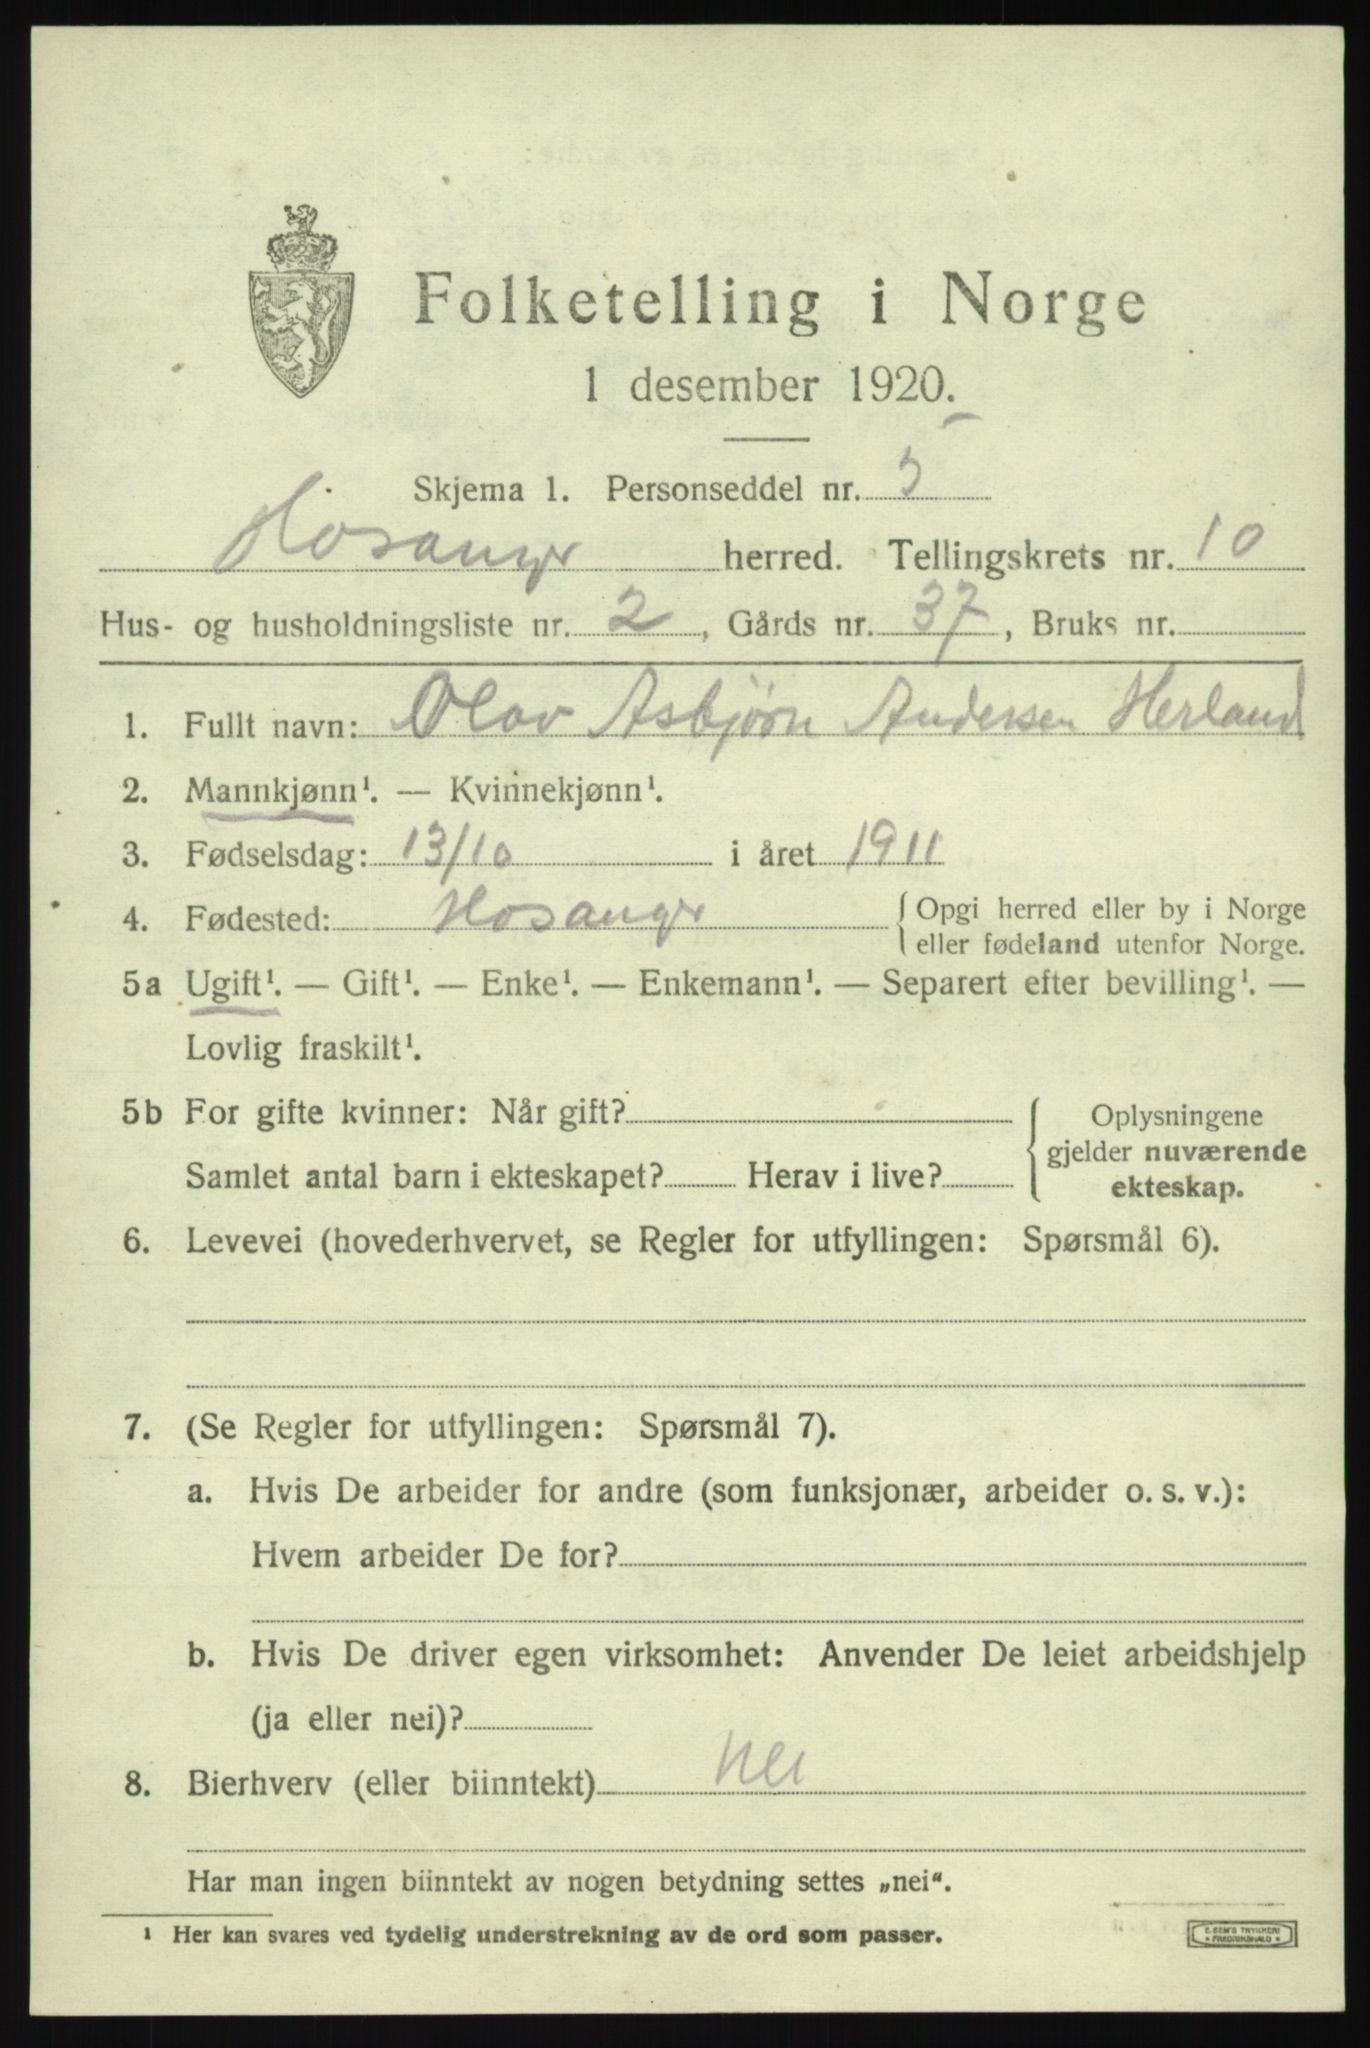 Folketelling i Norge
1 desember 1920.
Skjema 1. Personseddel nr. 5
Hosanger herred. Tellingskrets nr. 10
Hus- og husholdningsliste nr. 2, Gårds nr. 37, Bruks nr.
1. Fullt navn: Olav Asbjørn Andersen Herland
2. Mannkjønn¹. — Kvinnekjønn¹.
3. Fødselsdag: 13/10 i året 1911
4. Fødested: Hosanger { Opgi herred eller by i Norge
eller fødeland utenfor Norge.
5a Ugift¹. — Gift¹. — Enke¹. — Enkemann¹. — Separert efter bevilling¹. —
Lovlig fraskilt¹.
5b For gifte kvinner: Når gift? { Oplysningene
gjelder nuværende
Samlet antal barn i ekteskapet? Herav i live? ekteskap.
6. Levevei (hovederhvervet, se Regler for utfyllingen: Spørsmål 6).
7. (Se Regler for utfyllingen: Spørsmål 7).
a. Hvis De arbeider for andre (som funksjonær, arbeider o. s. v.):
Hvem arbeider De for?
b. Hvis De driver egen virksomhet: Anvender De leiet arbeidshjelp
(ja eller nei)?
8. Bierhverv (eller biinntekt) nei
Har man ingen biinntekt av nogen betydning settes „nei“.
¹ Her kan svares ved tydelig understrekning av de ord som passer.
E. SEM'S TRYKKERI
* FREDRIKSHALD *